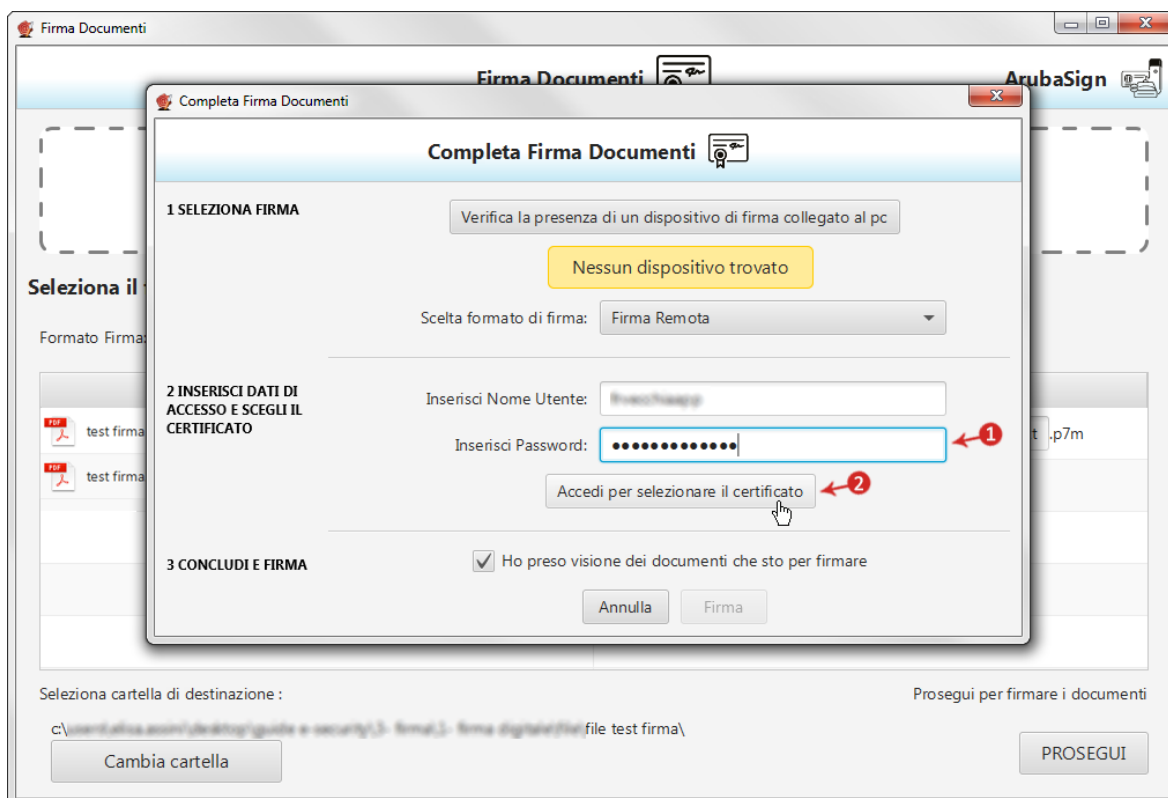 Firma Documenti
Firma Documenti
ArubaSign
Completa Firma Documenti
Completa Firma Documenti
1 SELEZIONA FIRMA
Verifica la presenza di un dispositivo di firma collegato al pc
Nessun dispositivo trovato
Scelta formato di firma:
Firma Remota
Seleziona il
Formato Firma:
2 INSERISCI DATI DI
ACCESSO E SCEGLI IL
CERTIFICATO
Inserisci Nome Utente:
Inserisci Password:
1
Accedi per selezionare il certificato
2
PDF
test firma
t .p7m
PDF
test firma
3 CONCLUDI E FIRMA
Ho preso visione dei documenti che sto per firmare
Annulla
Firma
Seleziona cartella di destinazione :
Prosegui per firmare i documenti
c:\ file test firma\
Cambia cartella
PROSEGUI